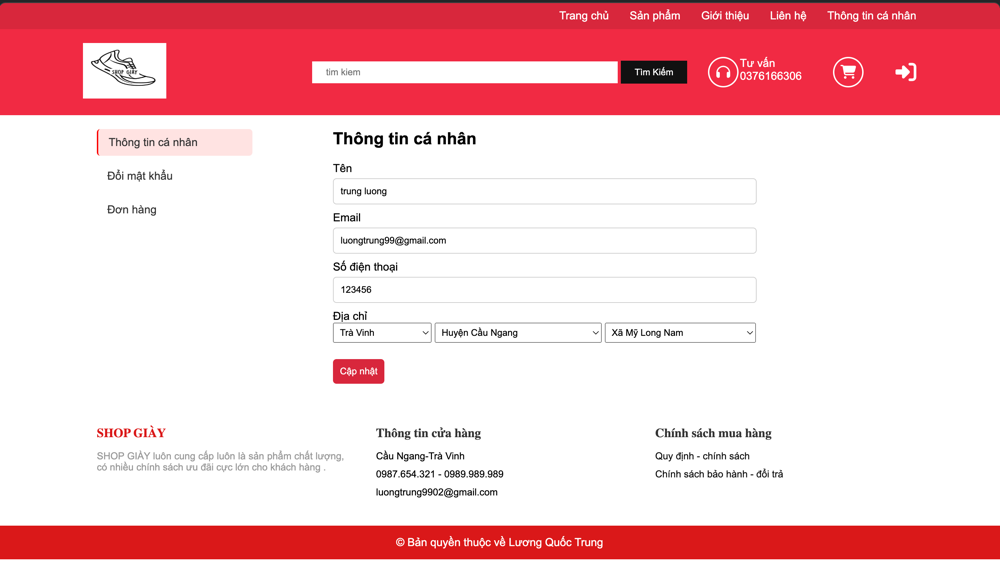 Trang chủ Sản phẩm Giới thiệu Liên hệ Thông tin cá nhân
SHOP GIÀY
tim kiem
Tìm Kiếm
Tư vấn
0376166306
Thông tin cá nhân
Đổi mật khẩu
Đơn hàng
Thông tin cá nhân
Tên
trung luong
Email
luongtrung99@gmail.com
Số điện thoại
123456
Địa chỉ
Trà Vinh Huyện Cầu Ngang Xã Mỹ Long Nam
Cập nhật
SHOP GIÀY
SHOP GIÀY luôn cung cấp luôn là sản phẩm chất lượng,
có nhiều chính sách ưu đãi cực lớn cho khách hàng .
Thông tin cửa hàng
Cầu Ngang-Trà Vinh
0987.654.321 - 0989.989.989
luongtrung9902@gmail.com
Chính sách mua hàng
Quy định - chính sách
Chính sách bảo hành - đổi trả
© Bản quyền thuộc về Lương Quốc Trung